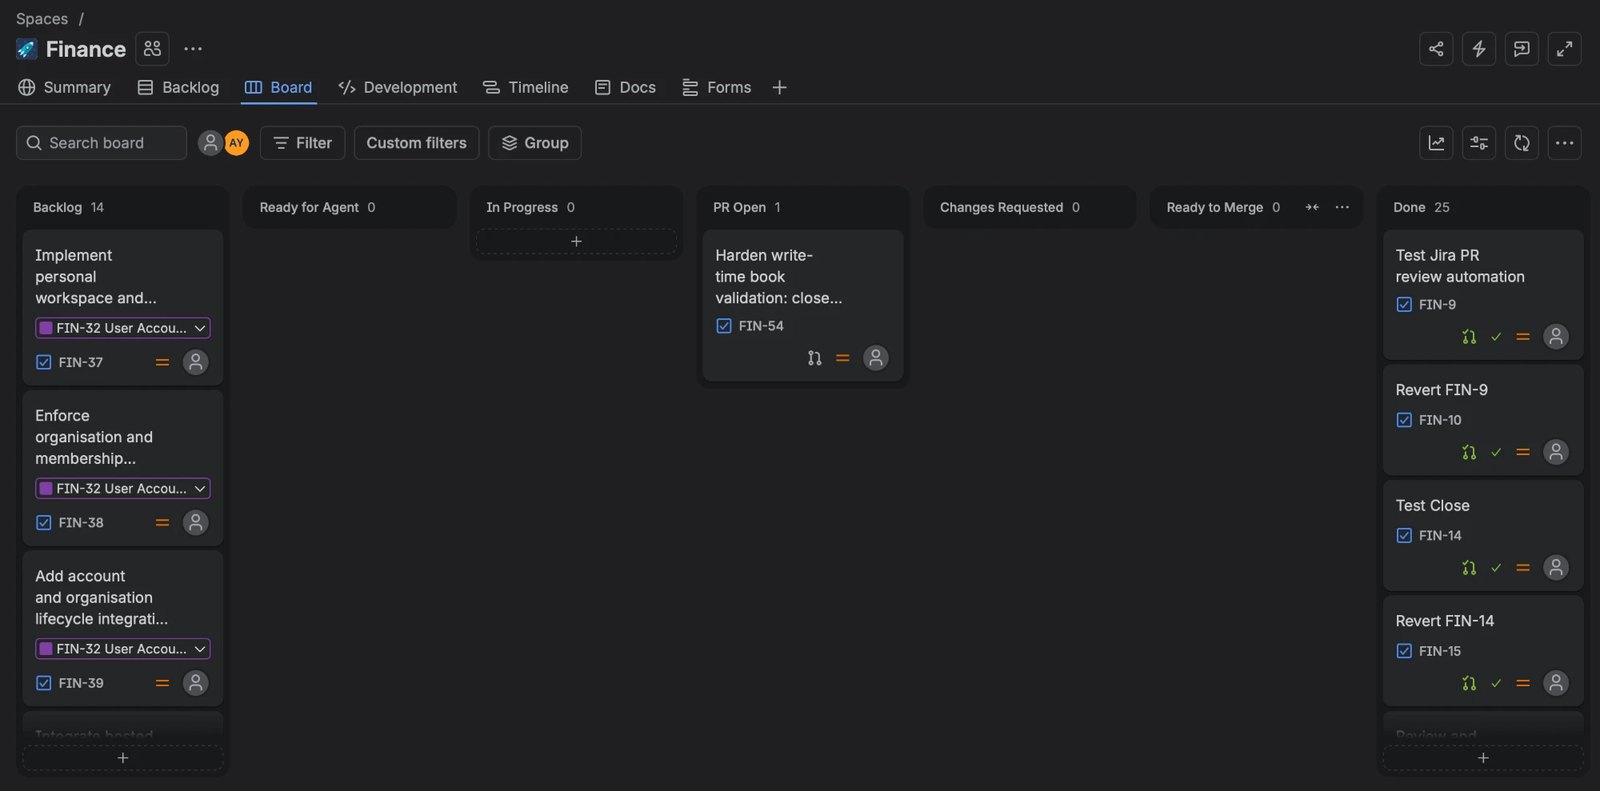 Spaces /
Finance
Summary Backlog Board Development Timeline Docs Forms
Search board AY Filter Custom filters Group
Backlog 14
Implement
personal
workspace and...
FIN-32 User Accou...
FIN-37
Enforce
organisation and
membership...
FIN-32 User Accou...
FIN-38
Add account
and organisation
lifecycle integrati...
FIN-32 User Accou...
FIN-39
Integrate hosted
Ready for Agent 0
In Progress 0
PR Open 1
Harden write-
time book
validation: close...
FIN-54
Changes Requested 0
Ready to Merge 0
Done 25
Test Jira PR
review automation
FIN-9
Revert FIN-9
FIN-10
Test Close
FIN-14
Revert FIN-14
FIN-15
Review and